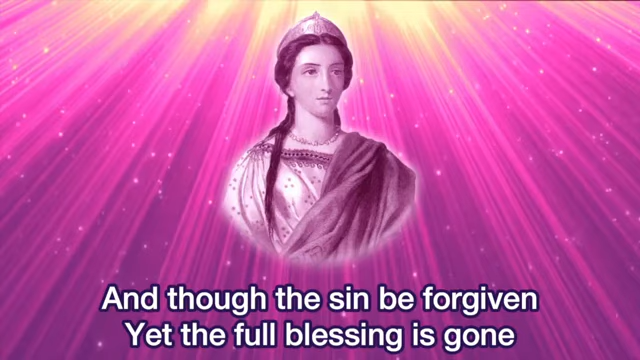 And though the sin be forgiven
Yet the full blessing is gone